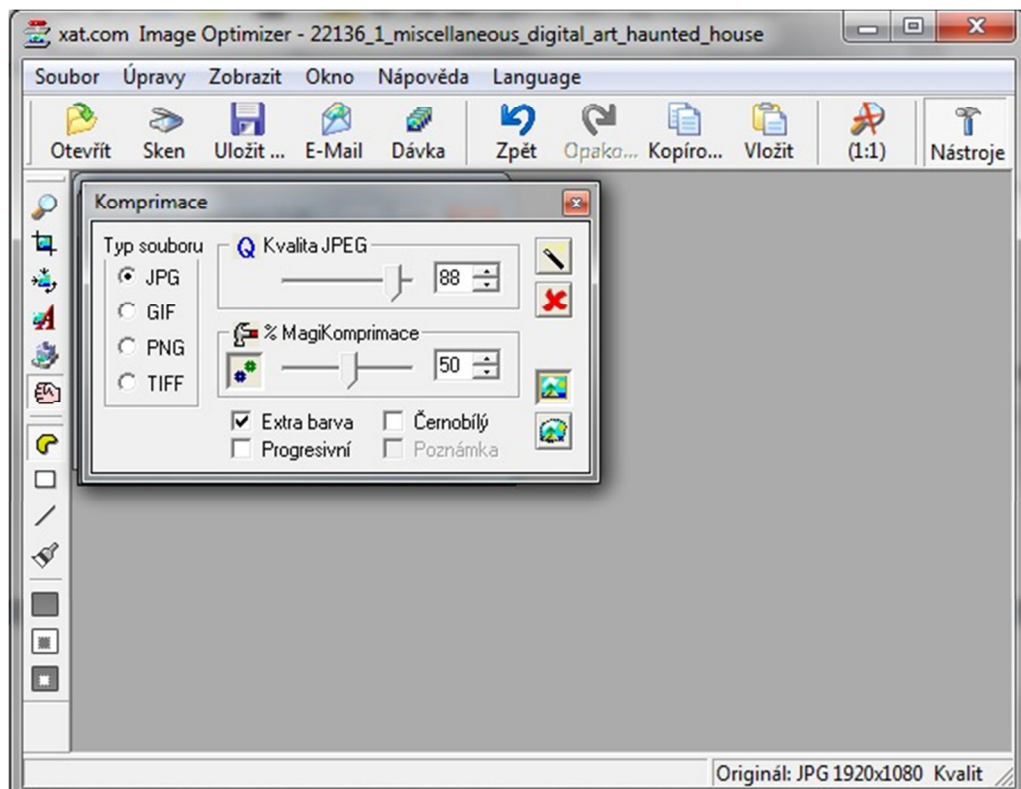 xat.com Image Optimizer - 22136_1_miscellaneous_digital_art_haunted_house
Soubor Úpravy Zobrazit Okno Nápověda Language
Otevřít Sken Uložit ... E-Mail Dávka Zpět Opako... Kopíro... Vložit (1:1) Nástroje
Komprimace
Typ souboru
JPG
GIF
PNG
TIFF
Q Kvalita JPEG
88
% MagiKomprimace
50
Extra barva Černobílý
Progresivní Poznámka
Originál: JPG 1920x1080 Kvalit